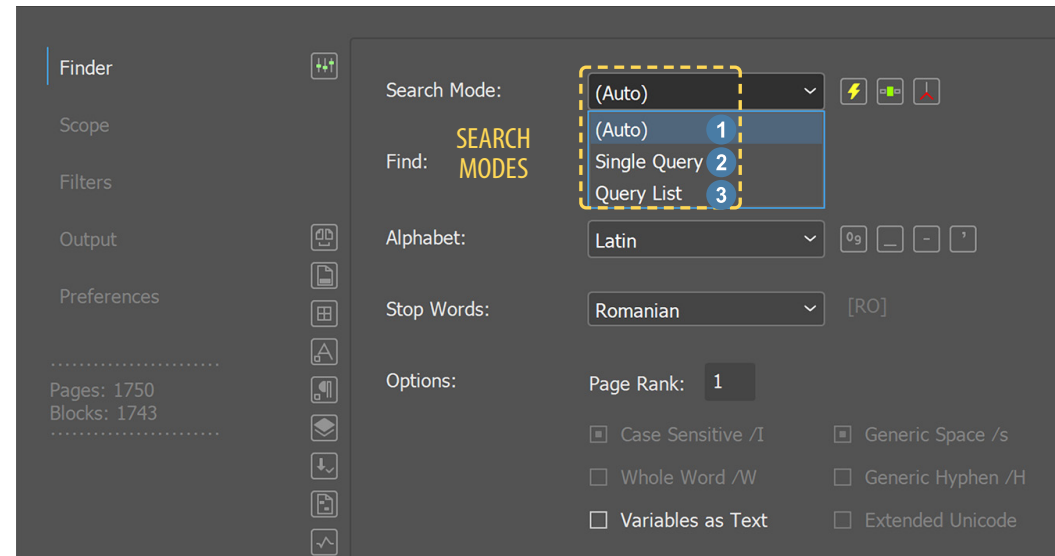 Finder
Scope
Filters
Output
Preferences
Pages: 1750
Blocks: 1743
Search Mode:
(Auto)
(Auto) 1
Single Query 2
Query List 3
SEARCH
MODES
Find:
Alphabet:
Latin
09 _ - '
Stop Words:
Romanian
[RO]
Options:
Page Rank: 1
Case Sensitive /I
Generic Space /s
Whole Word /W
Generic Hyphen /H
Variables as Text
Extended Unicode